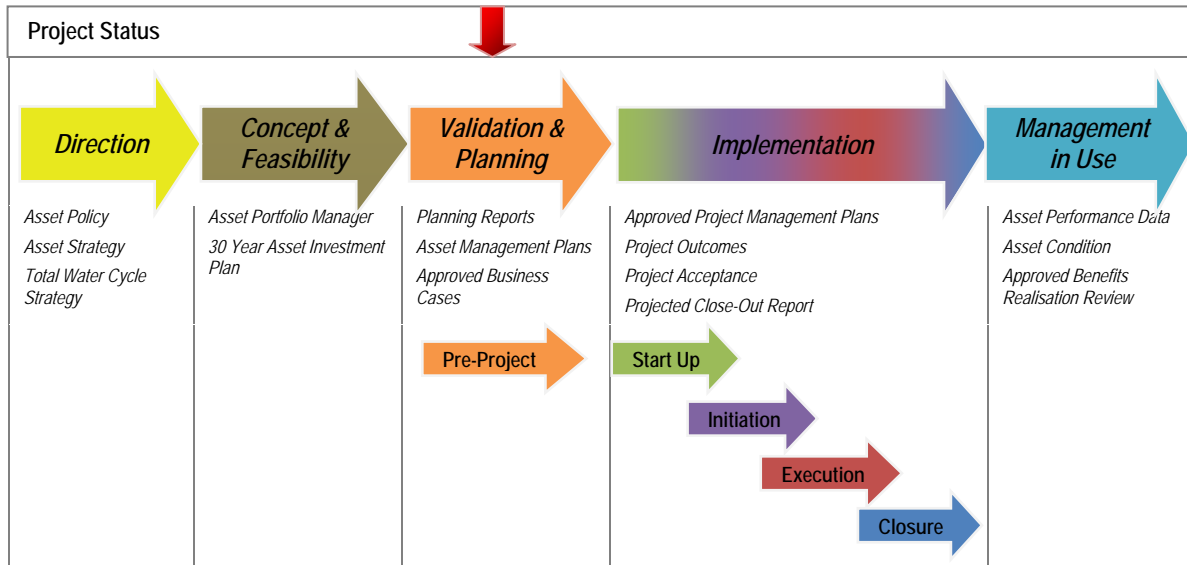 Project Status
Direction
Concept &
Feasibility
Validation &
Planning
Implementation
Management
in Use
Asset Policy
Asset Strategy
Total Water Cycle
Strategy
Asset Portfolio Manager
30 Year Asset Investment
Plan
Planning Reports
Asset Management Plans
Approved Business
Cases
Approved Project Management Plans
Project Outcomes
Project Acceptance
Projected Close-Out Report
Asset Performance Data
Asset Condition
Approved Benefits
Realisation Review
Pre-Project
Start Up
Initiation
Execution
Closure